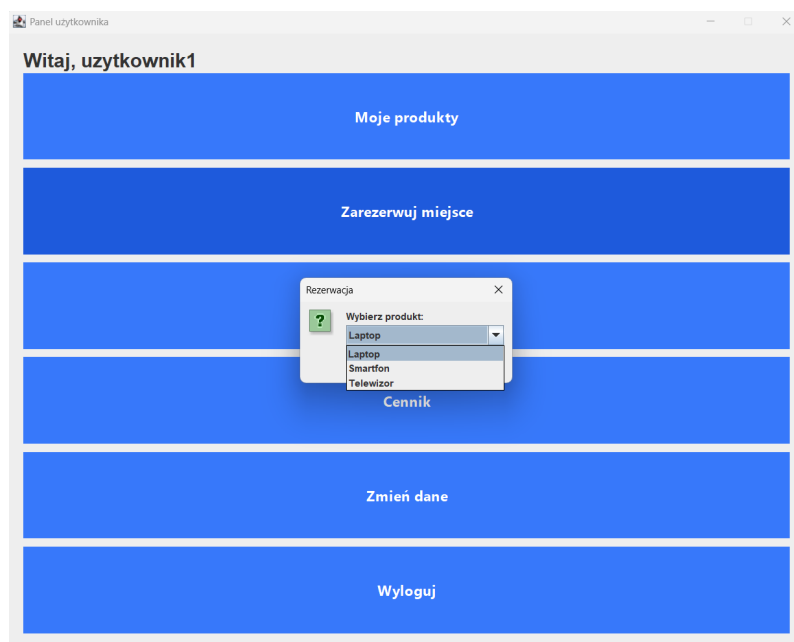 Panel użytkownika
Witaj, uzytkownik1
Moje produkty
Zarezerwuj miejsce
Rezerwacja
?
Wybierz produkt:
Laptop
Laptop
Smartfon
Telewizor
Cennik
Zmień dane
Wyloguj